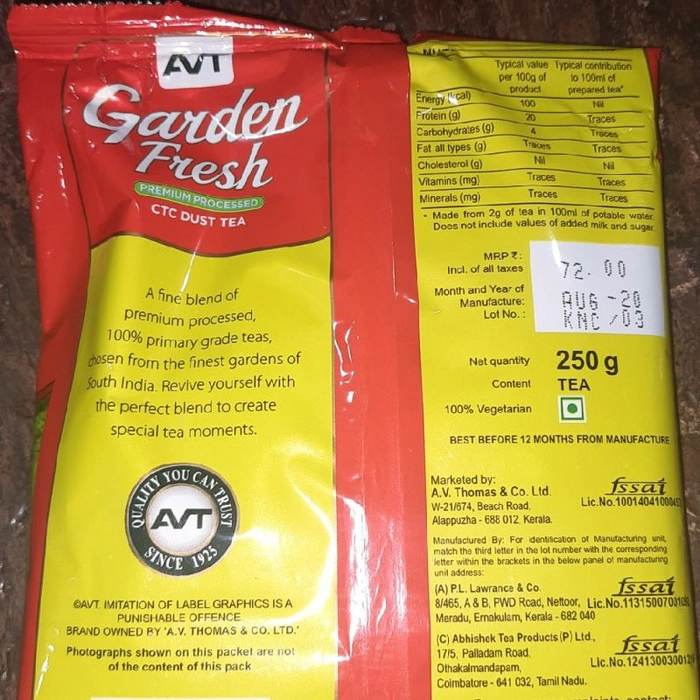 AVT
Garden
Fresh
PREMIUM PROCESSED
CTC DUST TEA
A fine blend of
premium processed,
100% primary grade teas,
chosen from the finest gardens of
South India. Revive yourself with
the perfect blend to create
special tea moments.
QUALITY YOU CAN TRUST
AVT
SINCE 1925
©AVT. IMITATION OF LABEL GRAPHICS IS A
PUNISHABLE OFFENCE.
BRAND OWNED BY 'A.V. THOMAS & CO. LTD.'
Photographs shown on this packet are not
of the content of this pack
Typical value Typical contribution
per 100g of to 100ml of
product prepared tea*
Energy (kcal) 100 Nil
Protein (g) 20 Traces
Carbohydrates (g) 4 Traces
Fat all types (g) Traces Traces
Cholesterol (g) Nil Nil
Vitamins (mg) Traces Traces
Minerals (mg) Traces Traces
* Made from 2g of tea in 100ml of potable water.
Does not include values of added milk and sugar.
MRP ₹:
Incl. of all taxes 72.00
Month and Year of
Manufacture: AUG-20
Lot No. : KNC/03
Net quantity 250 g
Content TEA
100% Vegetarian
BEST BEFORE 12 MONTHS FROM MANUFACTURE
Marketed by:
A.V. Thomas & Co. Ltd.
W-21/674, Beach Road,
Alappuzha - 688 012, Kerala.
fssai
Lic.No.
Manufactured By: For identification of Manufacturing unit,
match the third letter in the lot number with the corresponding
letter within the brackets in the below panel of manufacturing
unit address:
(A) P.L. Lawrance & Co.
8/465, A & B, PWD Road, Nettoor,
Maradu, Ernakulam, Kerala - 682 040
fssai
Lic.No.
(C) Abhishek Tea Products (P) Ltd.,
17/5, Palladam Road,
Othakalmandapam,
Coimbatore - 641 032, Tamil Nadu.
fssai
Lic.No.